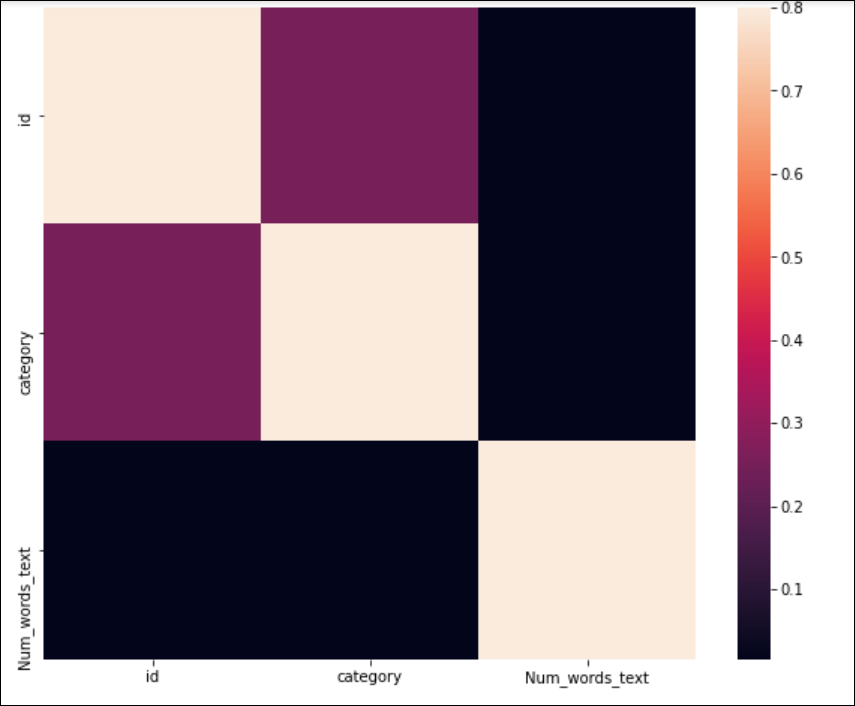 id
category
Num_words_text
id
category
Num_words_text
0.8
0.7
0.6
0.5
0.4
0.3
0.2
0.1